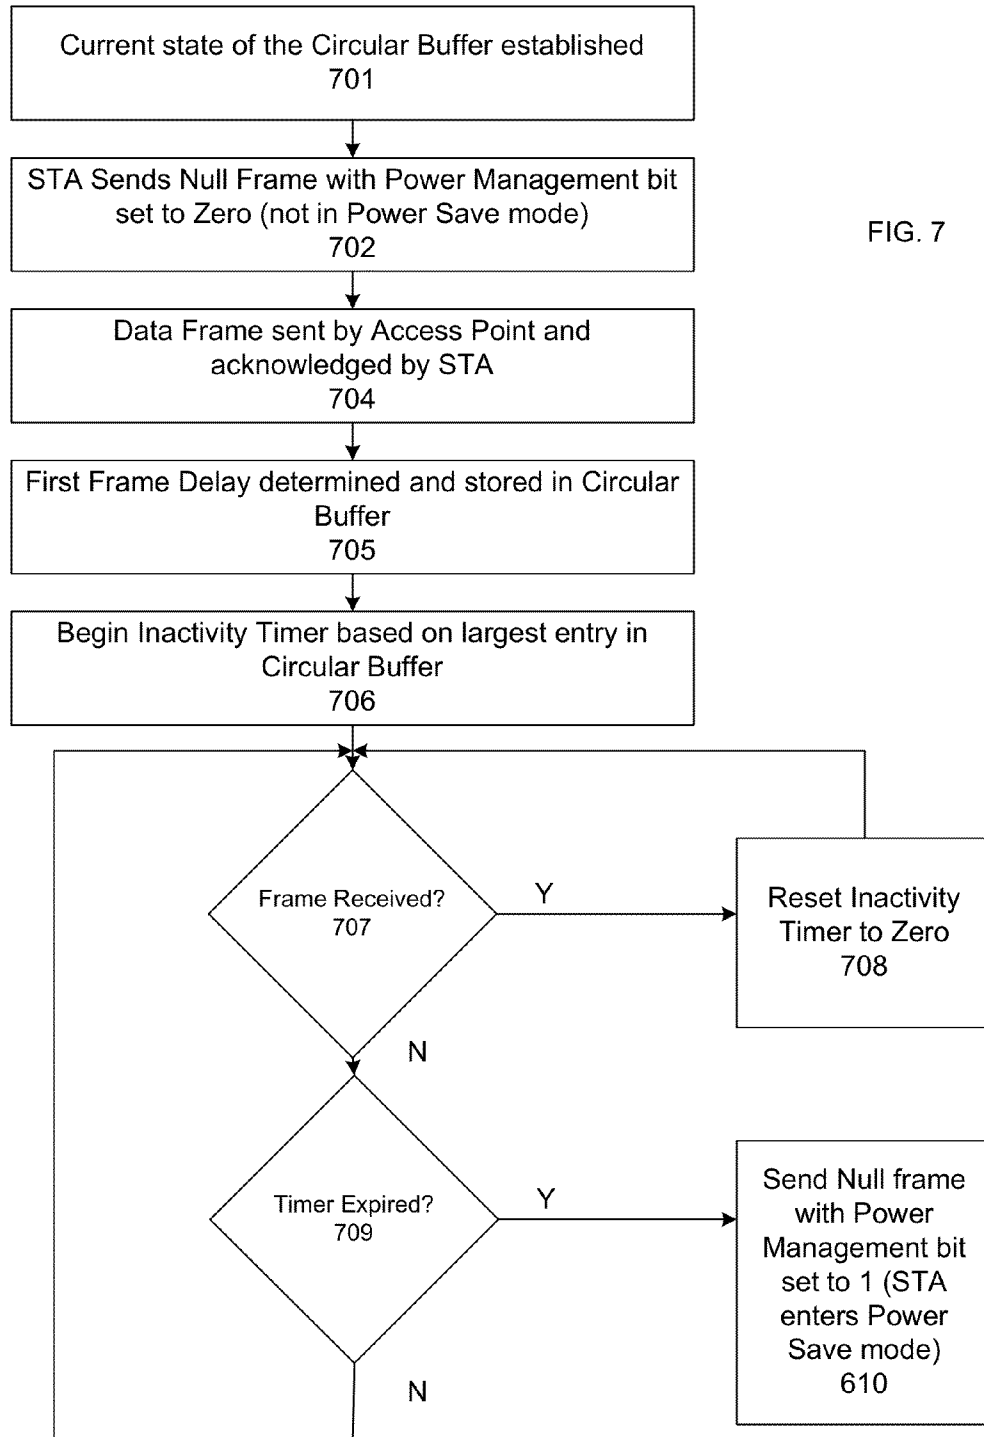 Current state of the Circular Buffer established
701
STA Sends Null Frame with Power Management bit
set to Zero (not in Power Save mode)
702
FIG. 7
Data Frame sent by Access Point and
acknowledged by STA
704
First Frame Delay determined and stored in Circular
Buffer
705
Begin Inactivity Timer based on largest entry in
Circular Buffer
706
Frame Received?
707
Y
Reset Inactivity
Timer to Zero
708
N
Timer Expired?
709
Y
Send Null frame
with Power
Management bit
set to 1 (STA
enters Power
Save mode)
610
N